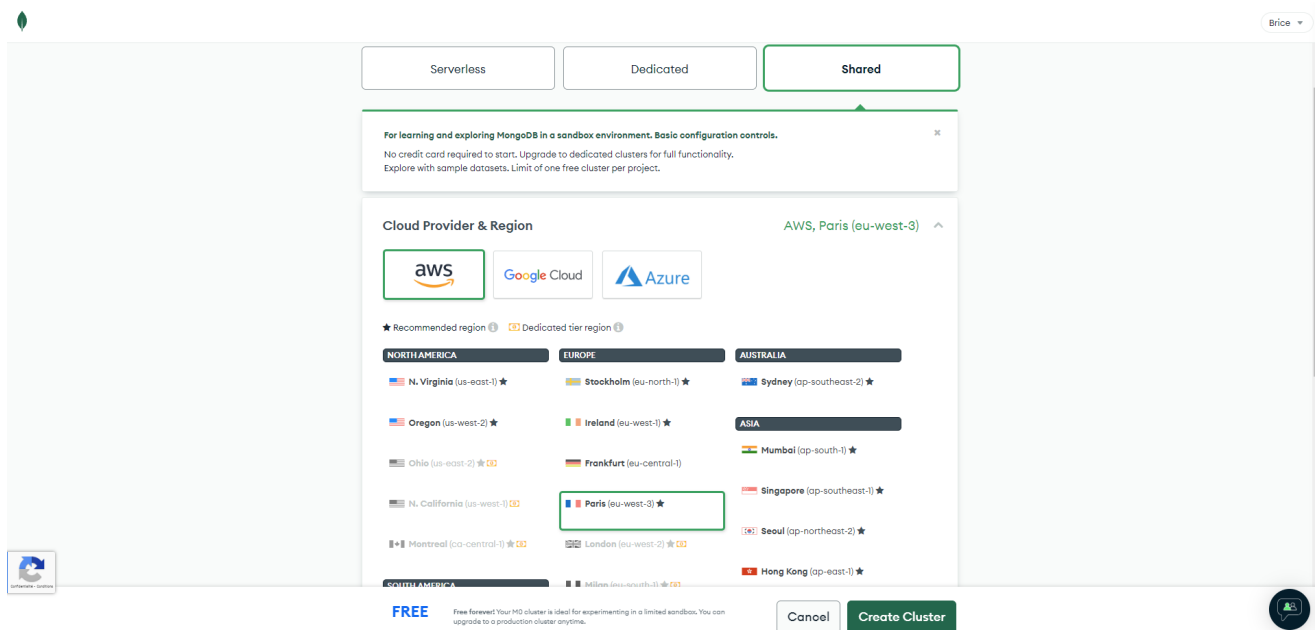 Brice
Serverless
Dedicated
Shared
For learning and exploring MongoDB in a sandbox environment. Basic configuration controls.
No credit card required to start. Upgrade to dedicated clusters for full functionality.
Explore with sample datasets. Limit of one free cluster per project.
Cloud Provider & Region
AWS, Paris (eu-west-3)
aws
Google Cloud
Azure
Recommended region
Dedicated tier region
NORTH AMERICA
N. Virginia (us-east-1)
Oregon (us-west-2)
Ohio (us-east-2)
N. California (us-west-1)
Montreal (ca-central-1)
SOUTH AMERICA
EUROPE
Stockholm (eu-north-1)
Ireland (eu-west-1)
Frankfurt (eu-central-1)
Paris (eu-west-3)
London (eu-west-2)
Milan (eu-south-1)
AUSTRALIA
Sydney (ap-southeast-2)
ASIA
Mumbai (ap-south-1)
Singapore (ap-southeast-1)
Seoul (ap-northeast-2)
Hong Kong (ap-east-1)
FREE
Free forever! Your M0 cluster is ideal for experimenting in a limited sandbox. You can
upgrade to a production cluster anytime.
Cancel
Create Cluster